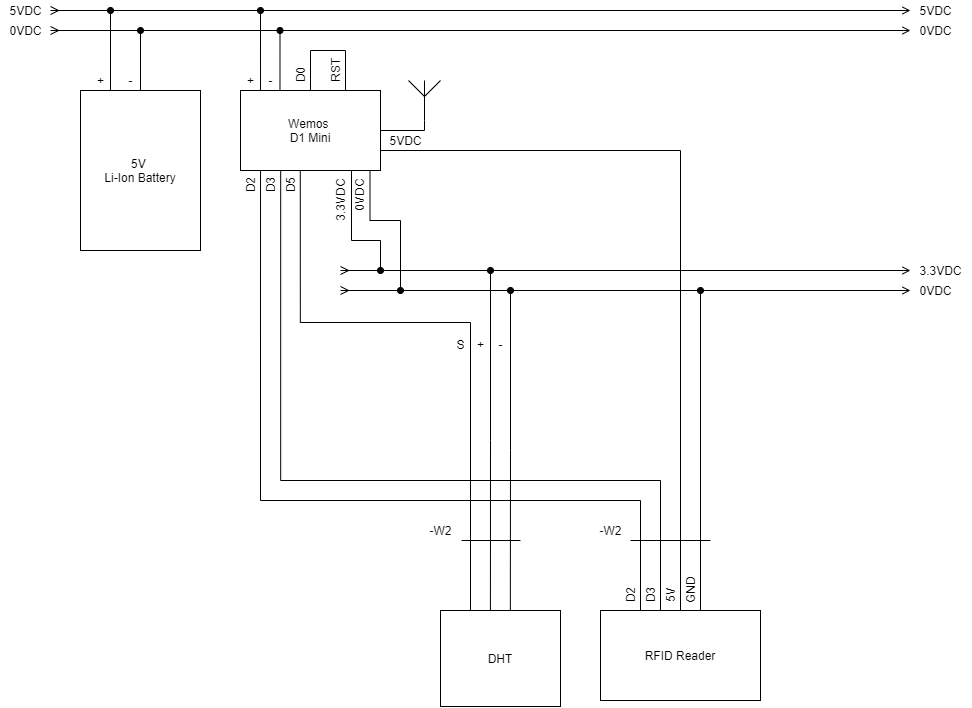 5VDC
5VDC
0VDC
0VDC
+
-
+
-
D0
RST
5V
Li-Ion Battery
Wemos
D1 Mini
5VDC
D2
D3
D5
3.3VDC
0VDC
3.3VDC
0VDC
S
+
-
-W2
-W2
D2
D3
5V
GND
DHT
RFID Reader